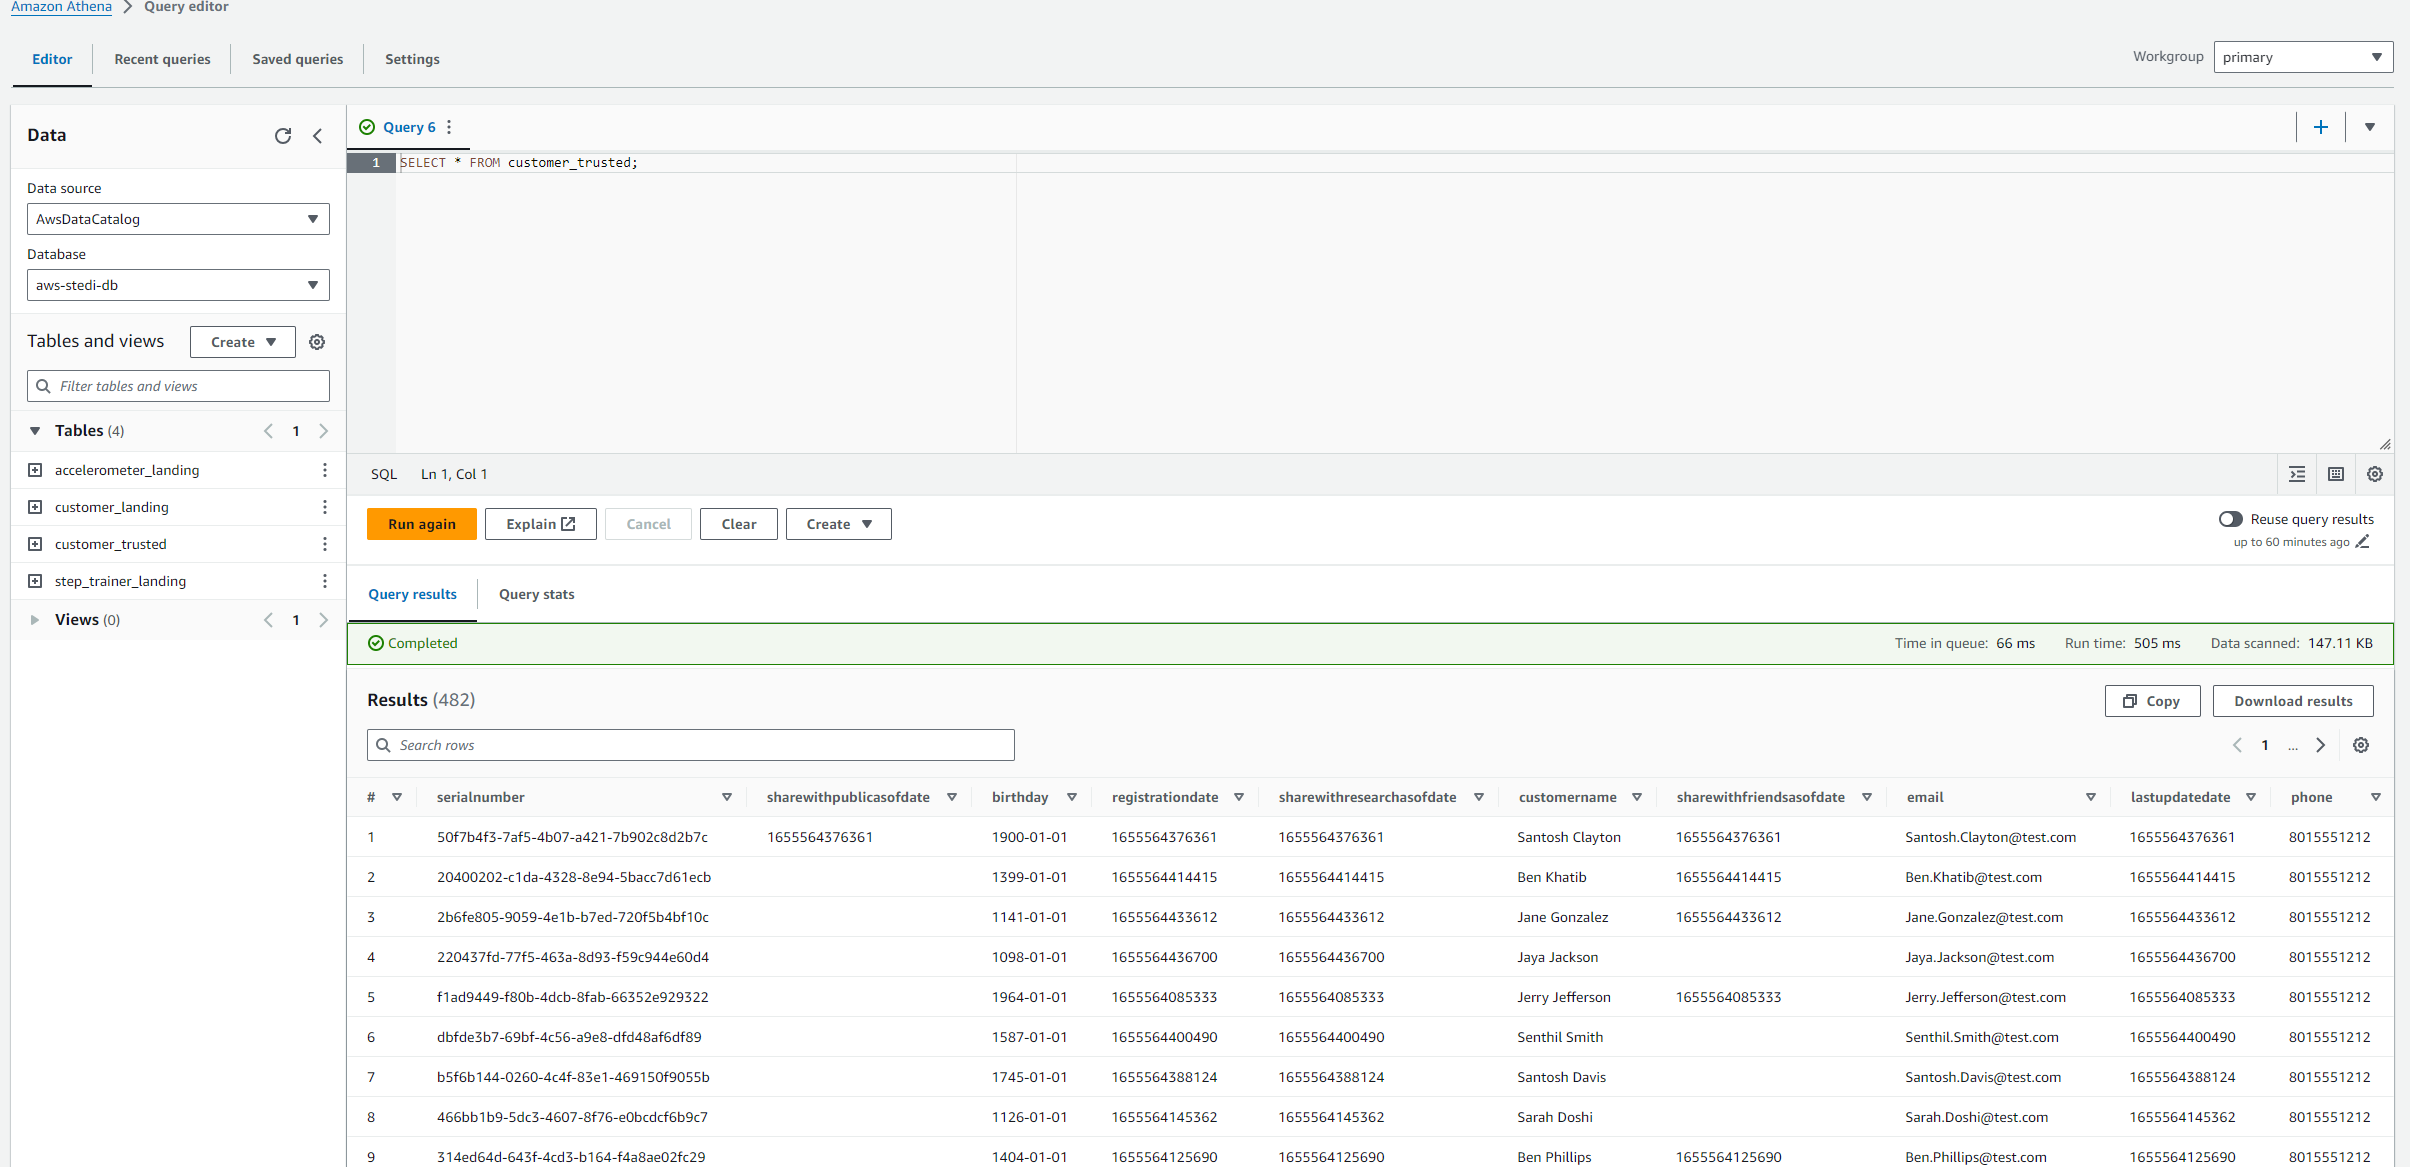 Amazon Athena > Query editor
Editor Recent queries Saved queries Settings Workgroup primary
Data
Data source
AwsDataCatalog
Database
aws-stedi-db
Tables and views Create
Filter tables and views
Tables (4) 1
accelerometer_landing
customer_landing
customer_trusted
step_trainer_landing
Views (0) 1
Query 6
1 SELECT * FROM customer_trusted;
SQL Ln 1, Col 1
Run again Explain Cancel Clear Create Reuse query results
up to 60 minutes ago
Query results Query stats
Completed Time in queue: 66 ms Run time: 505 ms Data scanned: 147.11 KB
Results (482) Copy Download results
Search rows 1 ...
# serialnumber sharewithpublicasofdate birthday registrationdate sharewithresearchasofdate customername sharewithfriendsasofdate email lastupdatedate phone
1 50f7b4f3-7af5-4b07-a421-7b902c8d2b7c 1655564376361 1900-01-01 1655564376361 1655564376361 Santosh Clayton 1655564376361 Santosh.Clayton@test.com 1655564376361 8015551212
2 20400202-c1da-4328-8e94-5bacc7d61ecb 1399-01-01 1655564414415 1655564414415 Ben Khatib 1655564414415 Ben.Khatib@test.com 1655564414415 8015551212
3 2b6fe805-9059-4e1b-b7ed-720f5b4bf10c 1141-01-01 1655564433612 1655564433612 Jane Gonzalez 1655564433612 Jane.Gonzalez@test.com 1655564433612 8015551212
4 220437fd-77f5-463a-8d93-f59c944e60d4 1098-01-01 1655564436700 1655564436700 Jaya Jackson Jaya.Jackson@test.com 1655564436700 8015551212
5 f1ad9449-f80b-4dcb-8fab-66352e929322 1964-01-01 1655564085333 1655564085333 Jerry Jefferson 1655564085333 Jerry.Jefferson@test.com 1655564085333 8015551212
6 dbfde3b7-69bf-4c56-a9e8-dfd48af6df89 1587-01-01 1655564400490 1655564400490 Senthil Smith Senthil.Smith@test.com 1655564400490 8015551212
7 b5f6b144-0260-4c4f-83e1-469150f9055b 1745-01-01 1655564388124 1655564388124 Santosh Davis Santosh.Davis@test.com 1655564388124 8015551212
8 466bb1b9-5dc3-4607-8f76-e0bcdcf6b9c7 1126-01-01 1655564145362 1655564145362 Sarah Doshi Sarah.Doshi@test.com 1655564145362 8015551212
9 314ed64d-643f-4cd3-b164-f4a8ae02fc29 1404-01-01 1655564125690 1655564125690 Ben Phillips 1655564125690 Ben.Phillips@test.com 1655564125690 8015551212